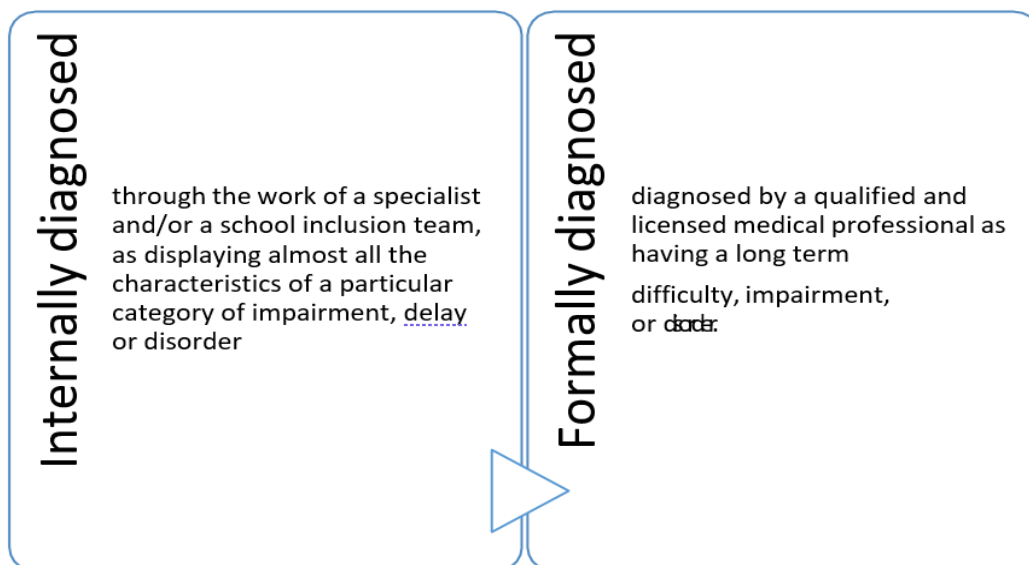 Internally diagnosed
through the work of a specialist
and/or a school inclusion team,
as displaying almost all the
characteristics of a particular
category of impairment, delay
or disorder
Formally diagnosed
diagnosed by a qualified and
licensed medical professional as
having a long term
difficulty, impairment,
or disorder.